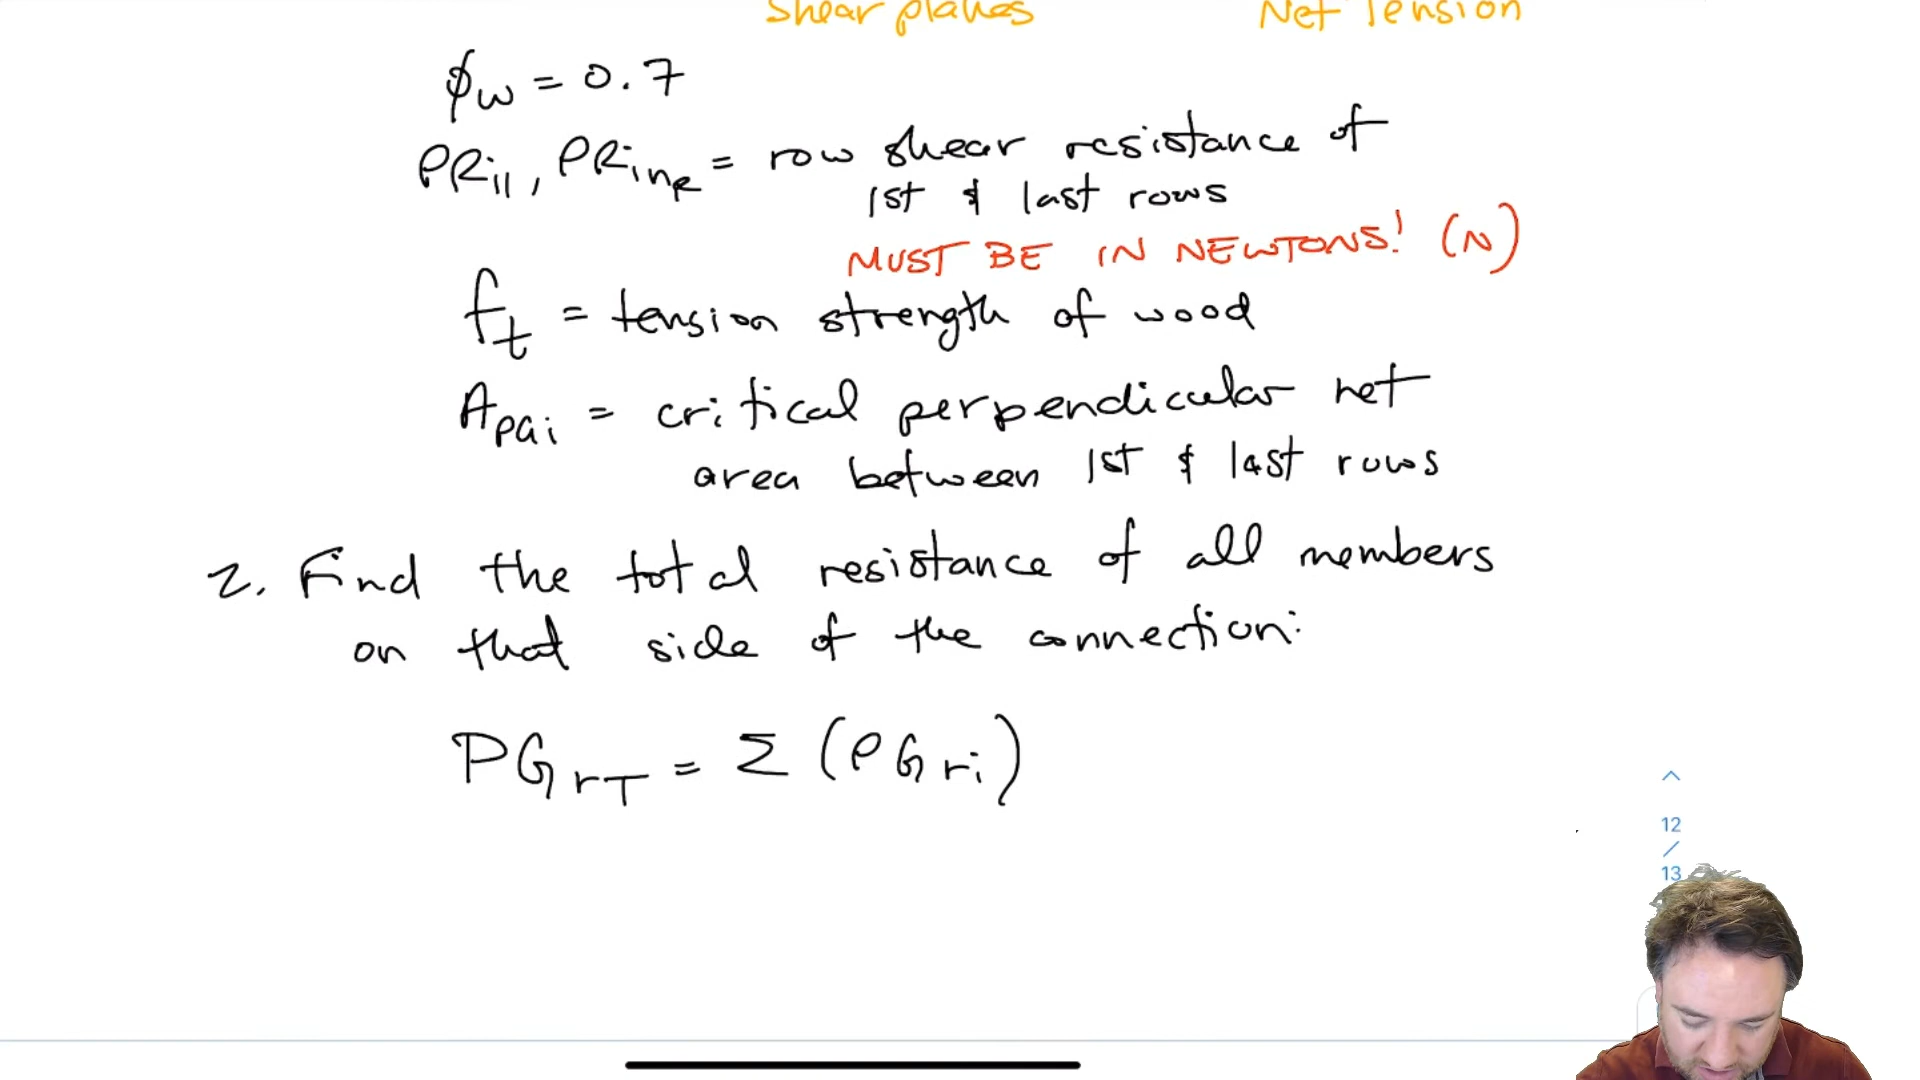 Shear planes Net Tension
ϕw = 0.7
PRi1, PRinR = row shear resistance of
1st & last rows
MUST BE IN NEWTONS! (N)
ft = tension strength of wood
APGi = critical perpendicular net
area between 1st & last rows
2. Find the total resistance of all members
on that side of the connection:
PGrT = Σ (PGri)
12
/
13